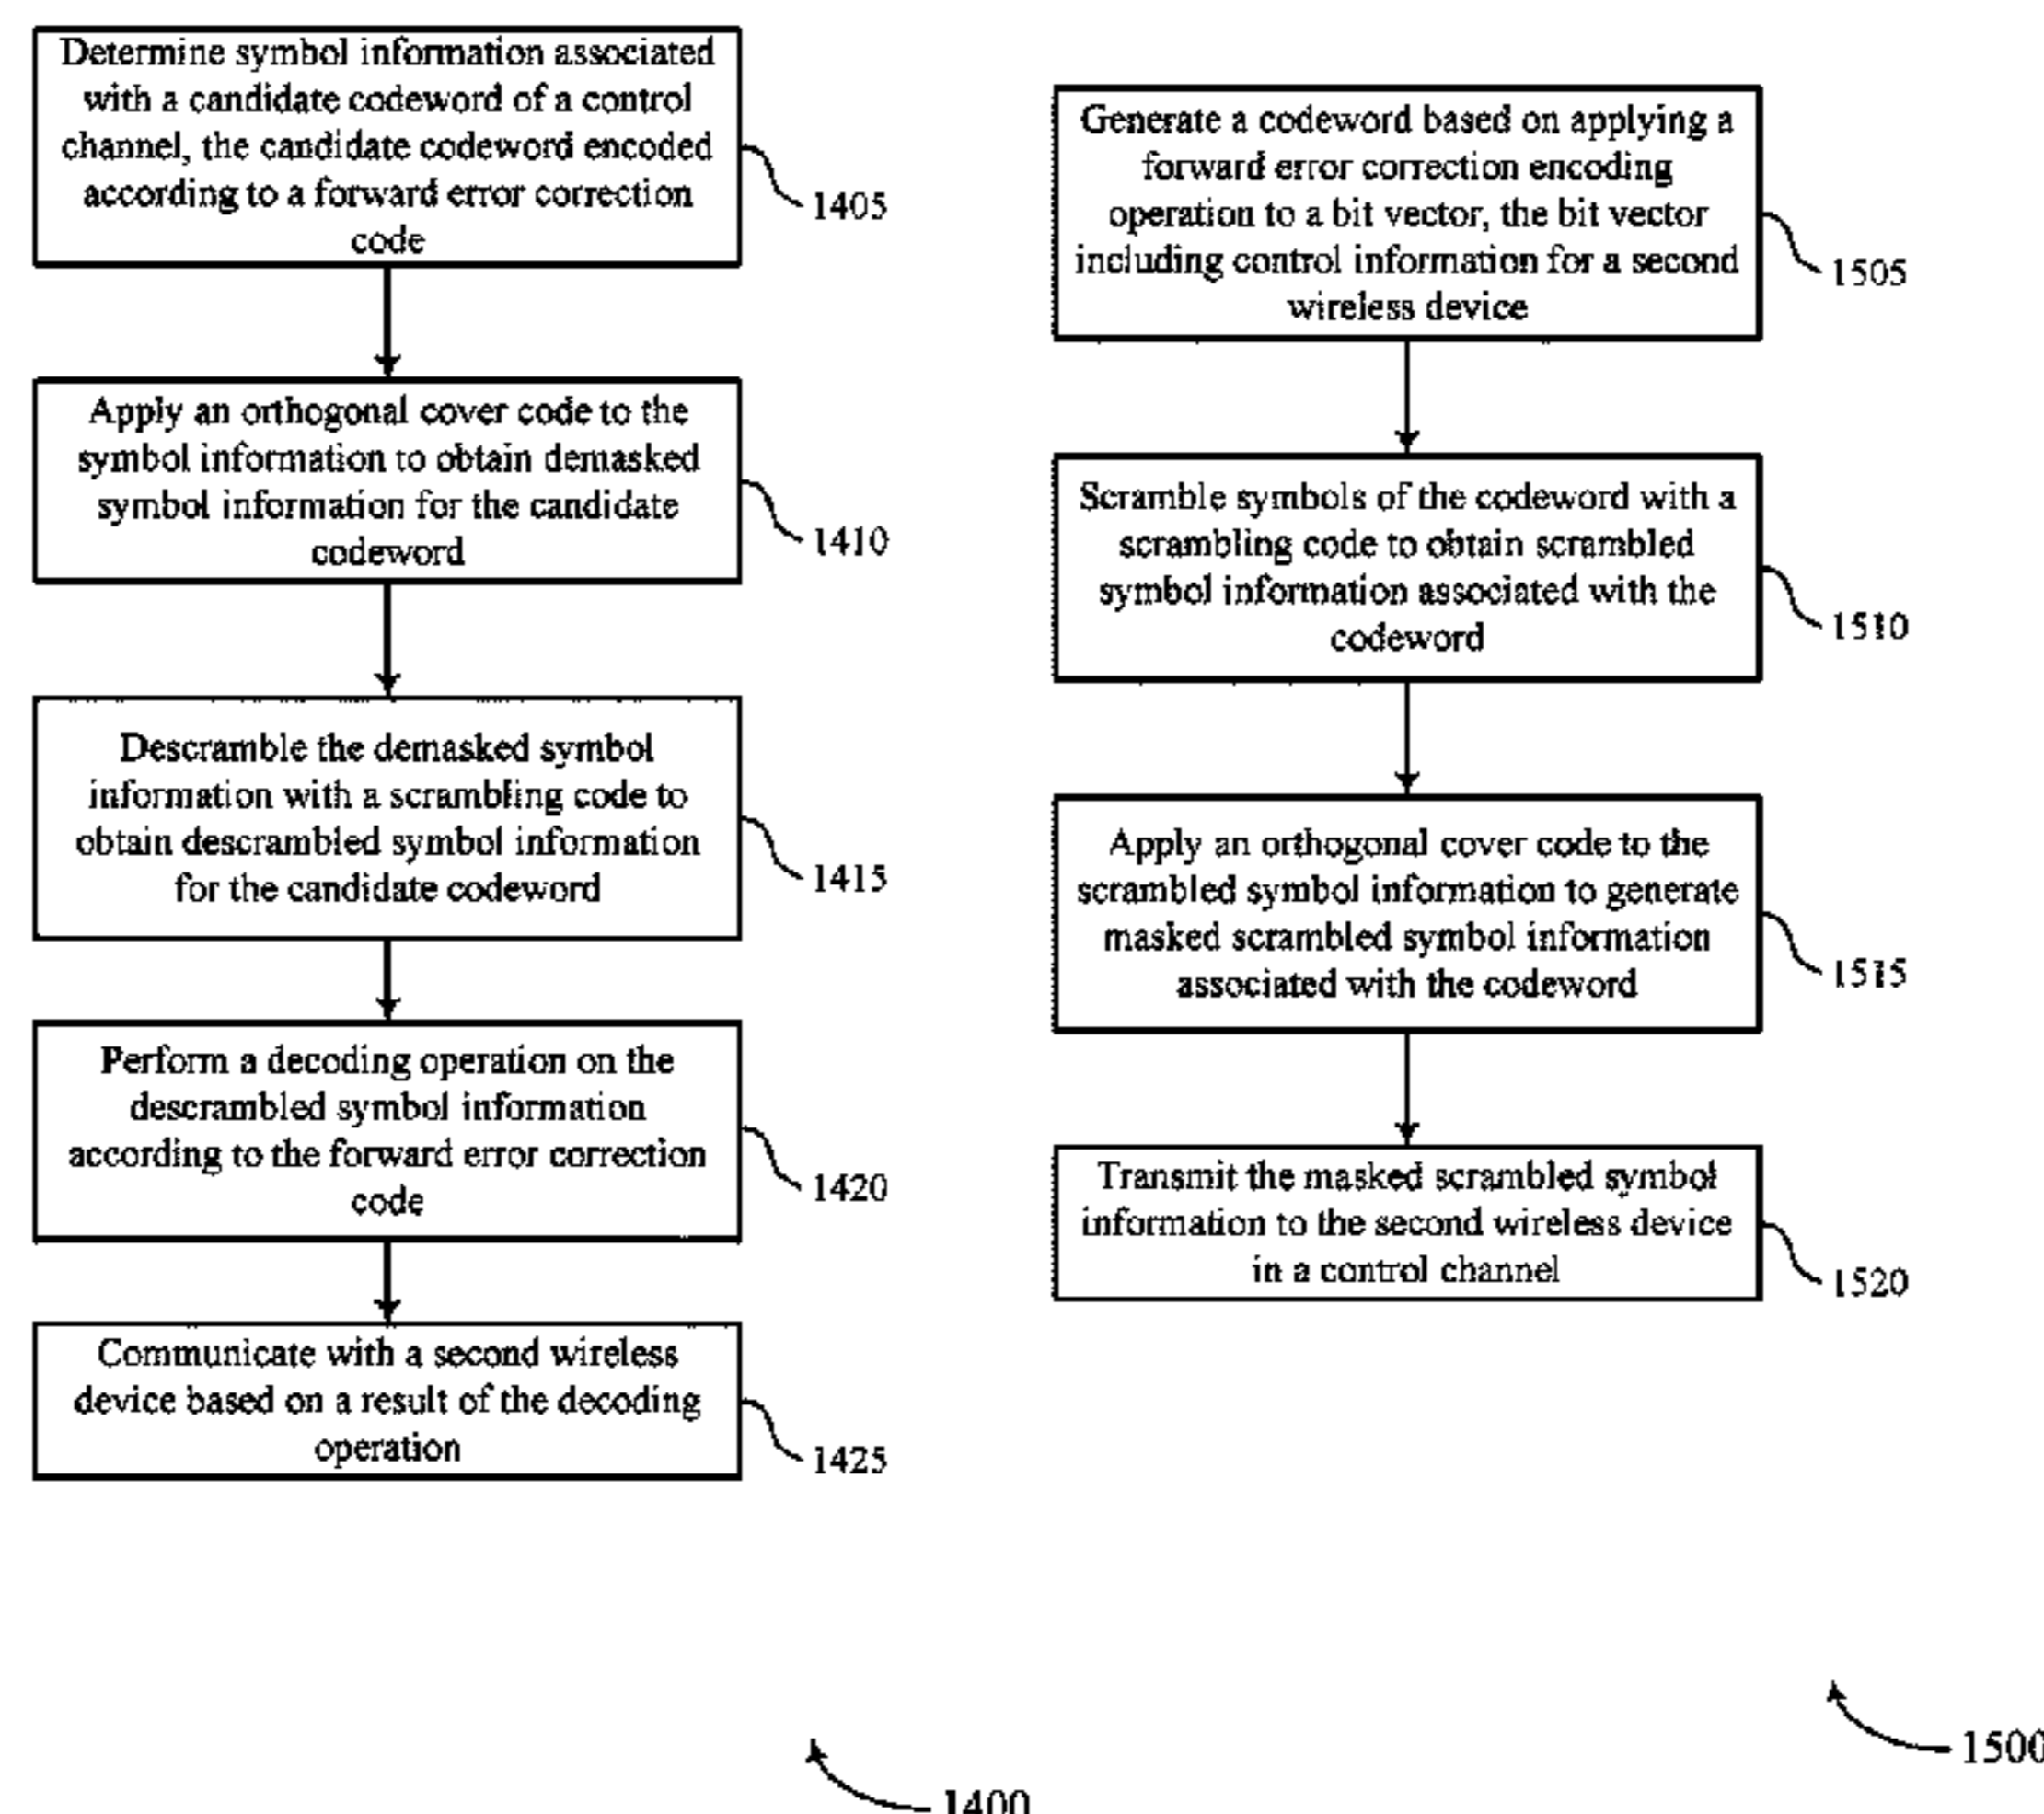 Determine symbol information associated
with a candidate codeword of a control
channel, the candidate codeword encoded
according to a forward error correction
code
1405
Apply an orthogonal cover code to the
symbol information to obtain demasked
symbol information for the candidate
codeword
1410
Descramble the demasked symbol
information with a scrambling code to
obtain descrambled symbol information
for the candidate codeword
1415
Perform a decoding operation on the
descrambled symbol information
according to the forward error correction
code
1420
Communicate with a second wireless
device based on a result of the decoding
operation
1425
1400
Generate a codeword based on applying a
forward error correction encoding
operation to a bit vector, the bit vector
including control information for a second
wireless device
1505
Scramble symbols of the codeword with a
scrambling code to obtain scrambled
symbol information associated with the
codeword
1510
Apply an orthogonal cover code to the
scrambled symbol information to generate
masked scrambled symbol information
associated with the codeword
1515
Transmit the masked scrambled symbol
information to the second wireless device
in a control channel
1520
1500